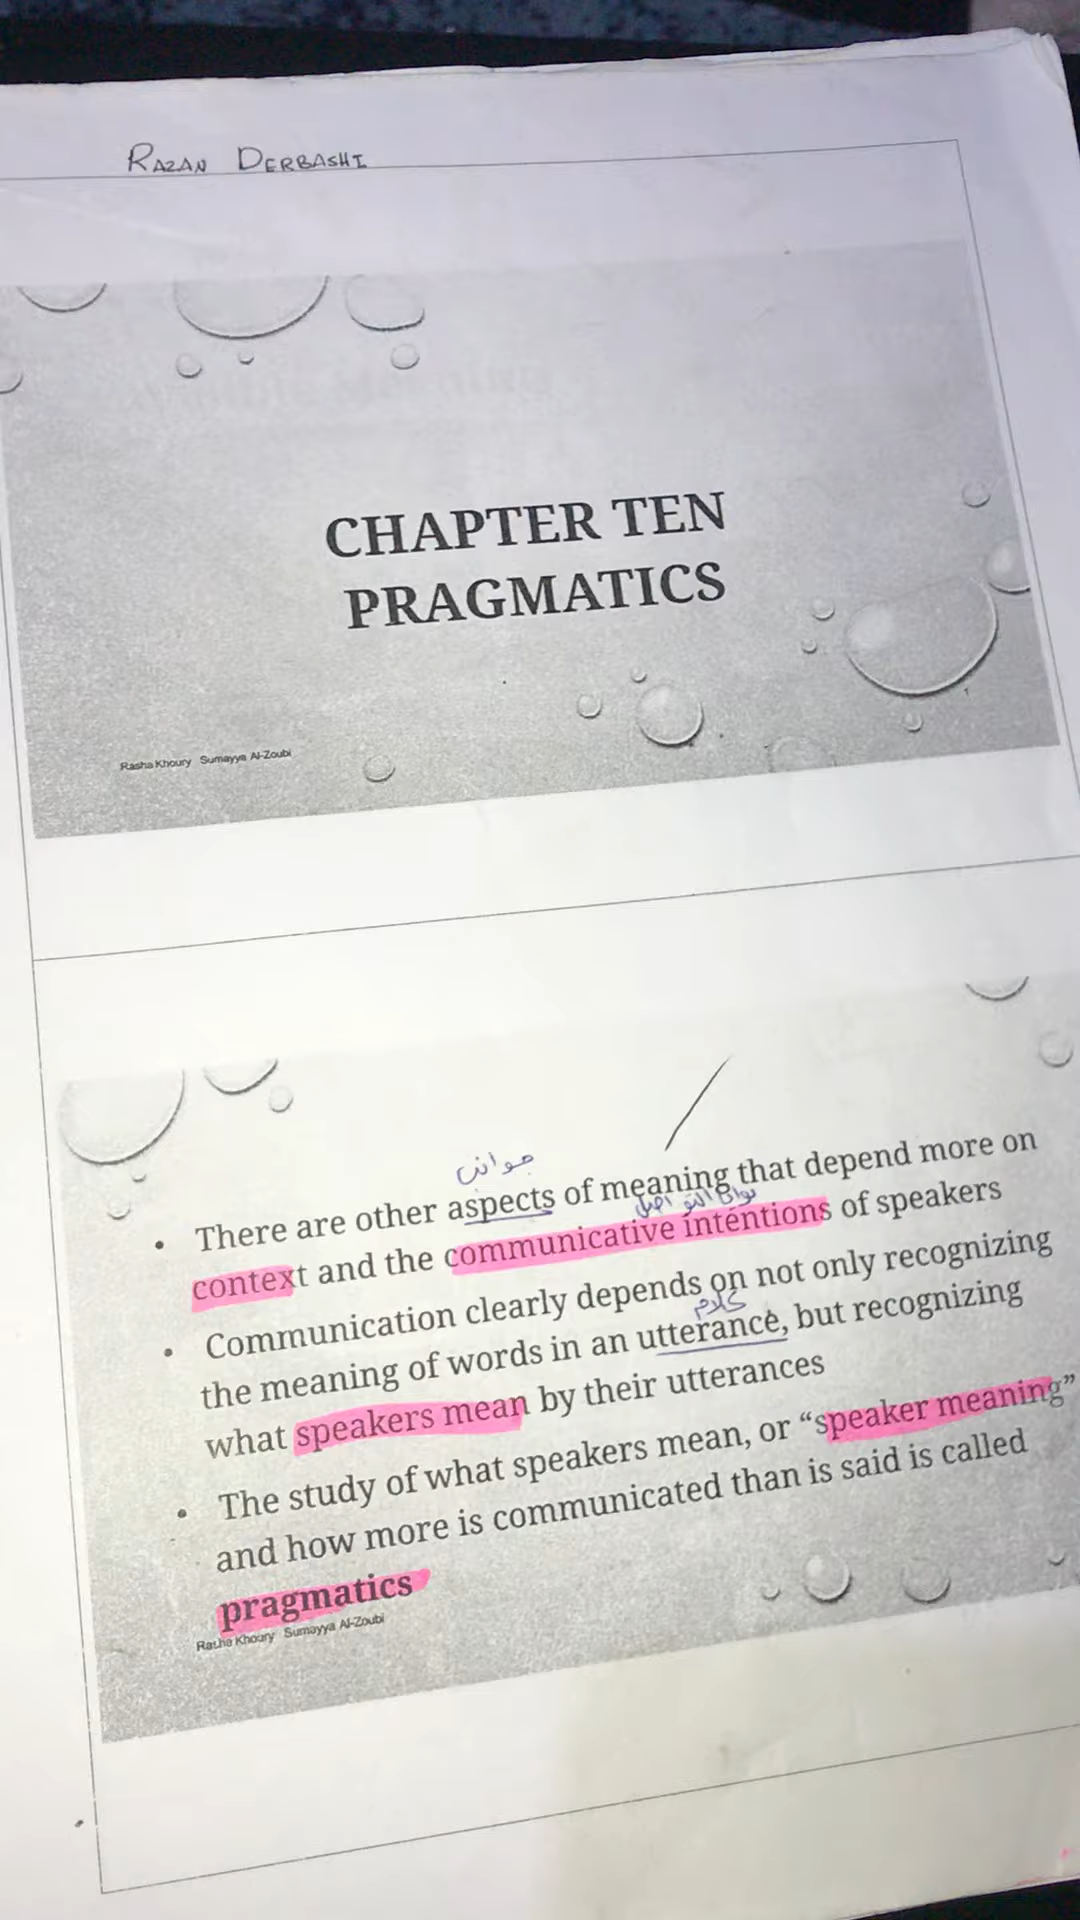 RAZAN DERBASHI
CHAPTER TEN
PRAGMATICS
Rasha Khoury Sumayya Al-Zoubi
جوانب
• There are other aspects of meaning that depend more on
نوايا التواصل
context and the communicative intentions of speakers
• Communication clearly depends on not only recognizing
كلام
the meaning of words in an utterance, but recognizing
what speakers mean by their utterances
• The study of what speakers mean, or “speaker meaning”
and how more is communicated than is said is called
pragmatics
Rasha Khoury Sumayya Al-Zoubi